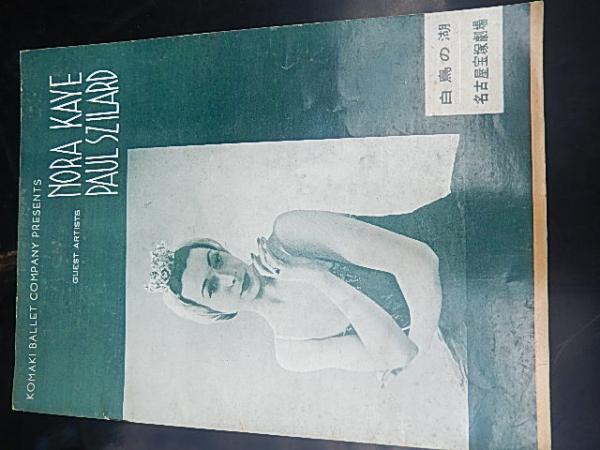 KOMAKI BALLET COMPANY PRESENTS
GUEST ARTISTS
NORA KAYE
PAUL SZILARD
白鳥の湖
名古屋宝塚劇場